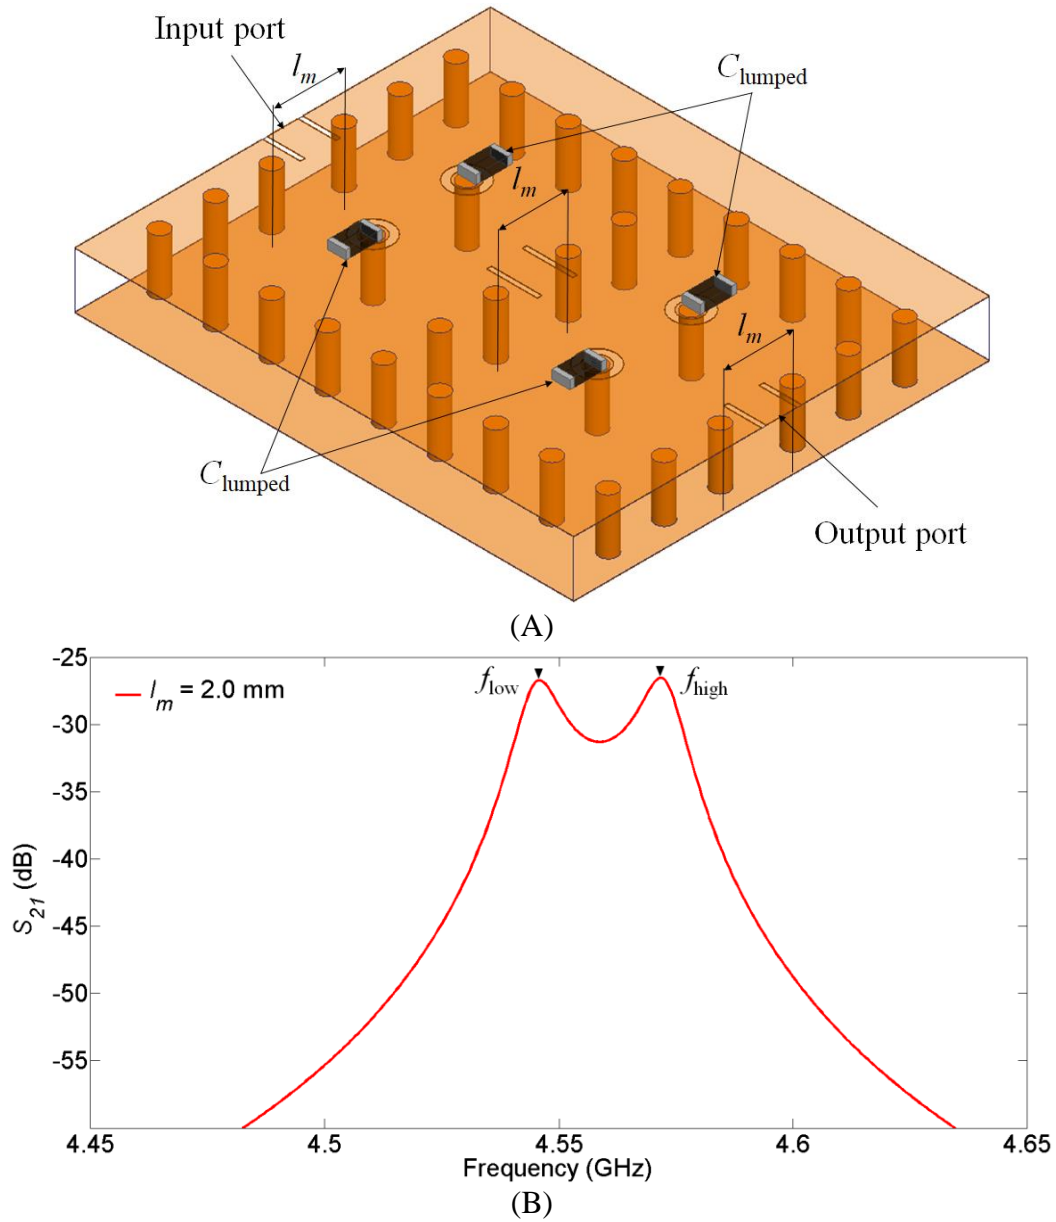 Input port
l_m
C_lumped
l_m
l_m
C_lumped
Output port
(A)
-25
l_m = 2.0 mm
f_low
f_high
-30
-35
-40
-45
-50
-55
S_21 (dB)
4.45 4.5 4.55 4.6 4.65
Frequency (GHz)
(B)